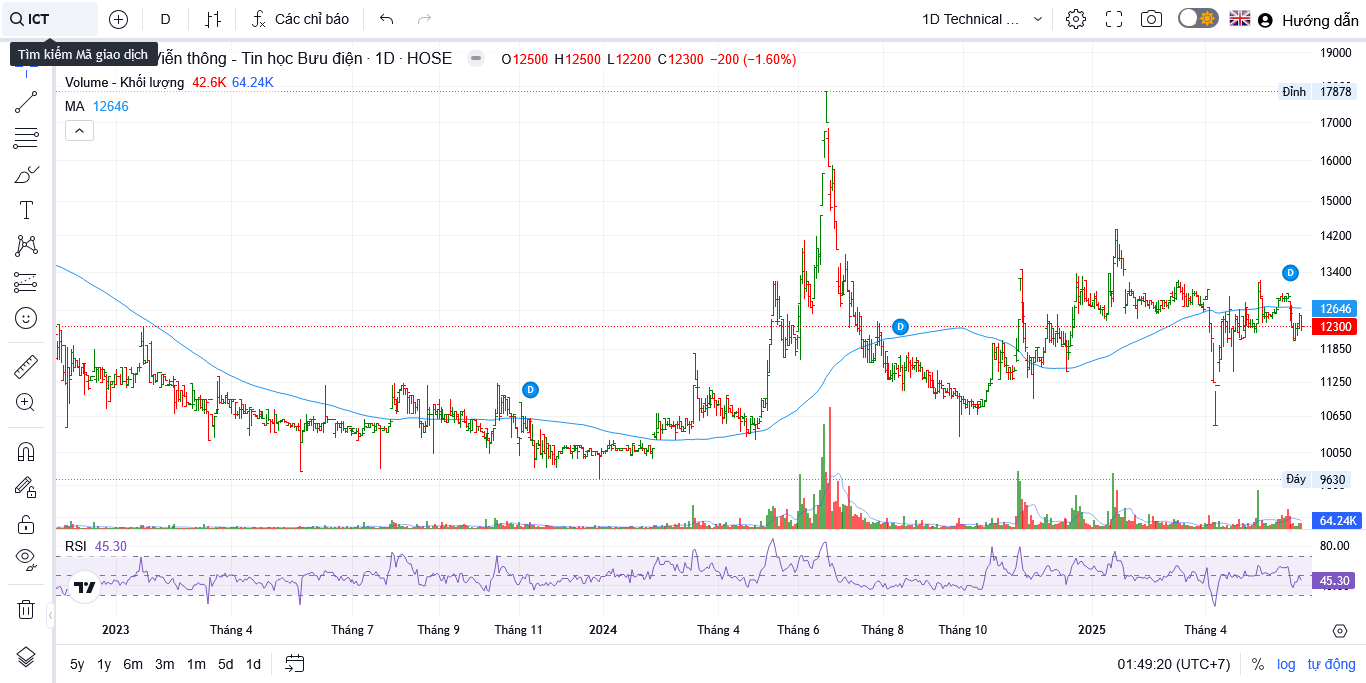 ICT
D
Các chỉ báo
1D Technical ...
Hướng dẫn
Tìm kiếm Mã giao dịch
Viễn thông - Tin học Bưu điện · 1D · HOSE
O12500 H12500 L12200 C12300 −200 (−1.60%)
Volume - Khối lượng 42.6K 64.24K
MA 12646
19000
Đỉnh 17878
17000
16000
15000
14200
13400
D
D
D
12646
12300
11850
11250
10650
10050
Đáy 9630
64.24K
RSI 45.30
80.00
45.30
2023
Tháng 4
Tháng 7
Tháng 9
Tháng 11
2024
Tháng 4
Tháng 6
Tháng 8
Tháng 10
2025
Tháng 4
5y 1y 6m 3m 1m 5d 1d
01:49:20 (UTC+7)
% log tự động